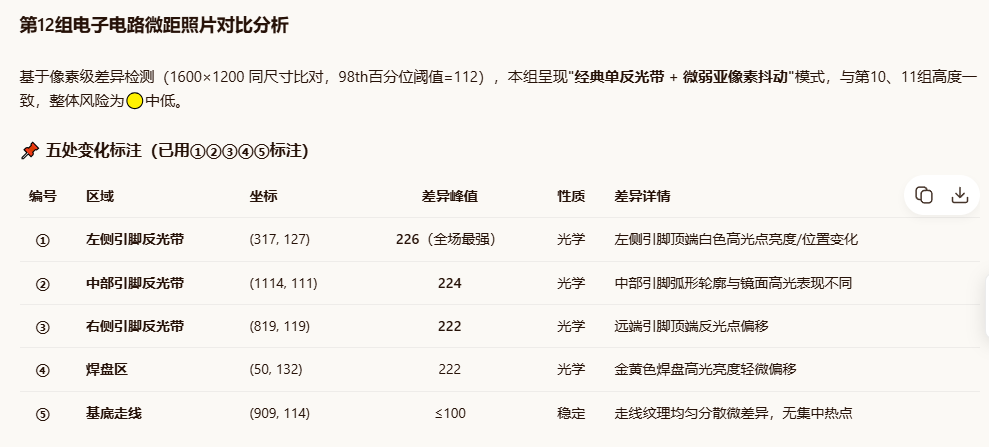 第12组电子电路微距照片对比分析
基于像素级差异检测（1600×1200 同尺寸比对，98th百分位阈值=112），本组呈现"经典单反光带 + 微弱亚像素抖动"模式，与第10、11组高度一
致，整体风险为🟡中低。
📌 五处变化标注（已用①②③④⑤标注）
编号 区域 坐标 差异峰值 性质 差异详情
① 左侧引脚反光带 (317, 127) 226（全场最强） 光学 左侧引脚顶端白色高光点亮度/位置变化
② 中部引脚反光带 (1114, 111) 224 光学 中部引脚弧形轮廓与镜面高光表现不同
③ 右侧引脚反光带 (819, 119) 222 光学 远端引脚顶端反光点偏移
④ 焊盘区 (50, 132) 222 光学 金黄色焊盘高光亮度轻微偏移
⑤ 基底走线 (909, 114) ≤100 稳定 走线纹理均匀分散微差异，无集中热点